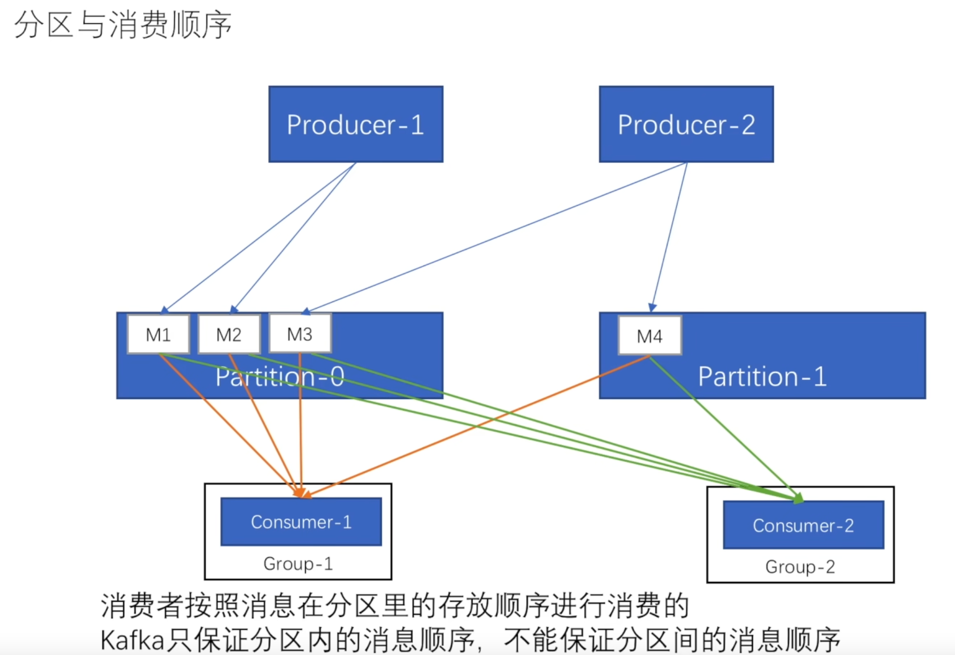 分区与消费顺序
Producer-1
Producer-2
M1
M2
M3
M4
Partition-0
Partition-1
Consumer-1
Consumer-2
Group-1
Group-2
消费者按照消息在分区里的存放顺序进行消费的
Kafka只保证分区内的消息顺序，不能保证分区间的消息顺序